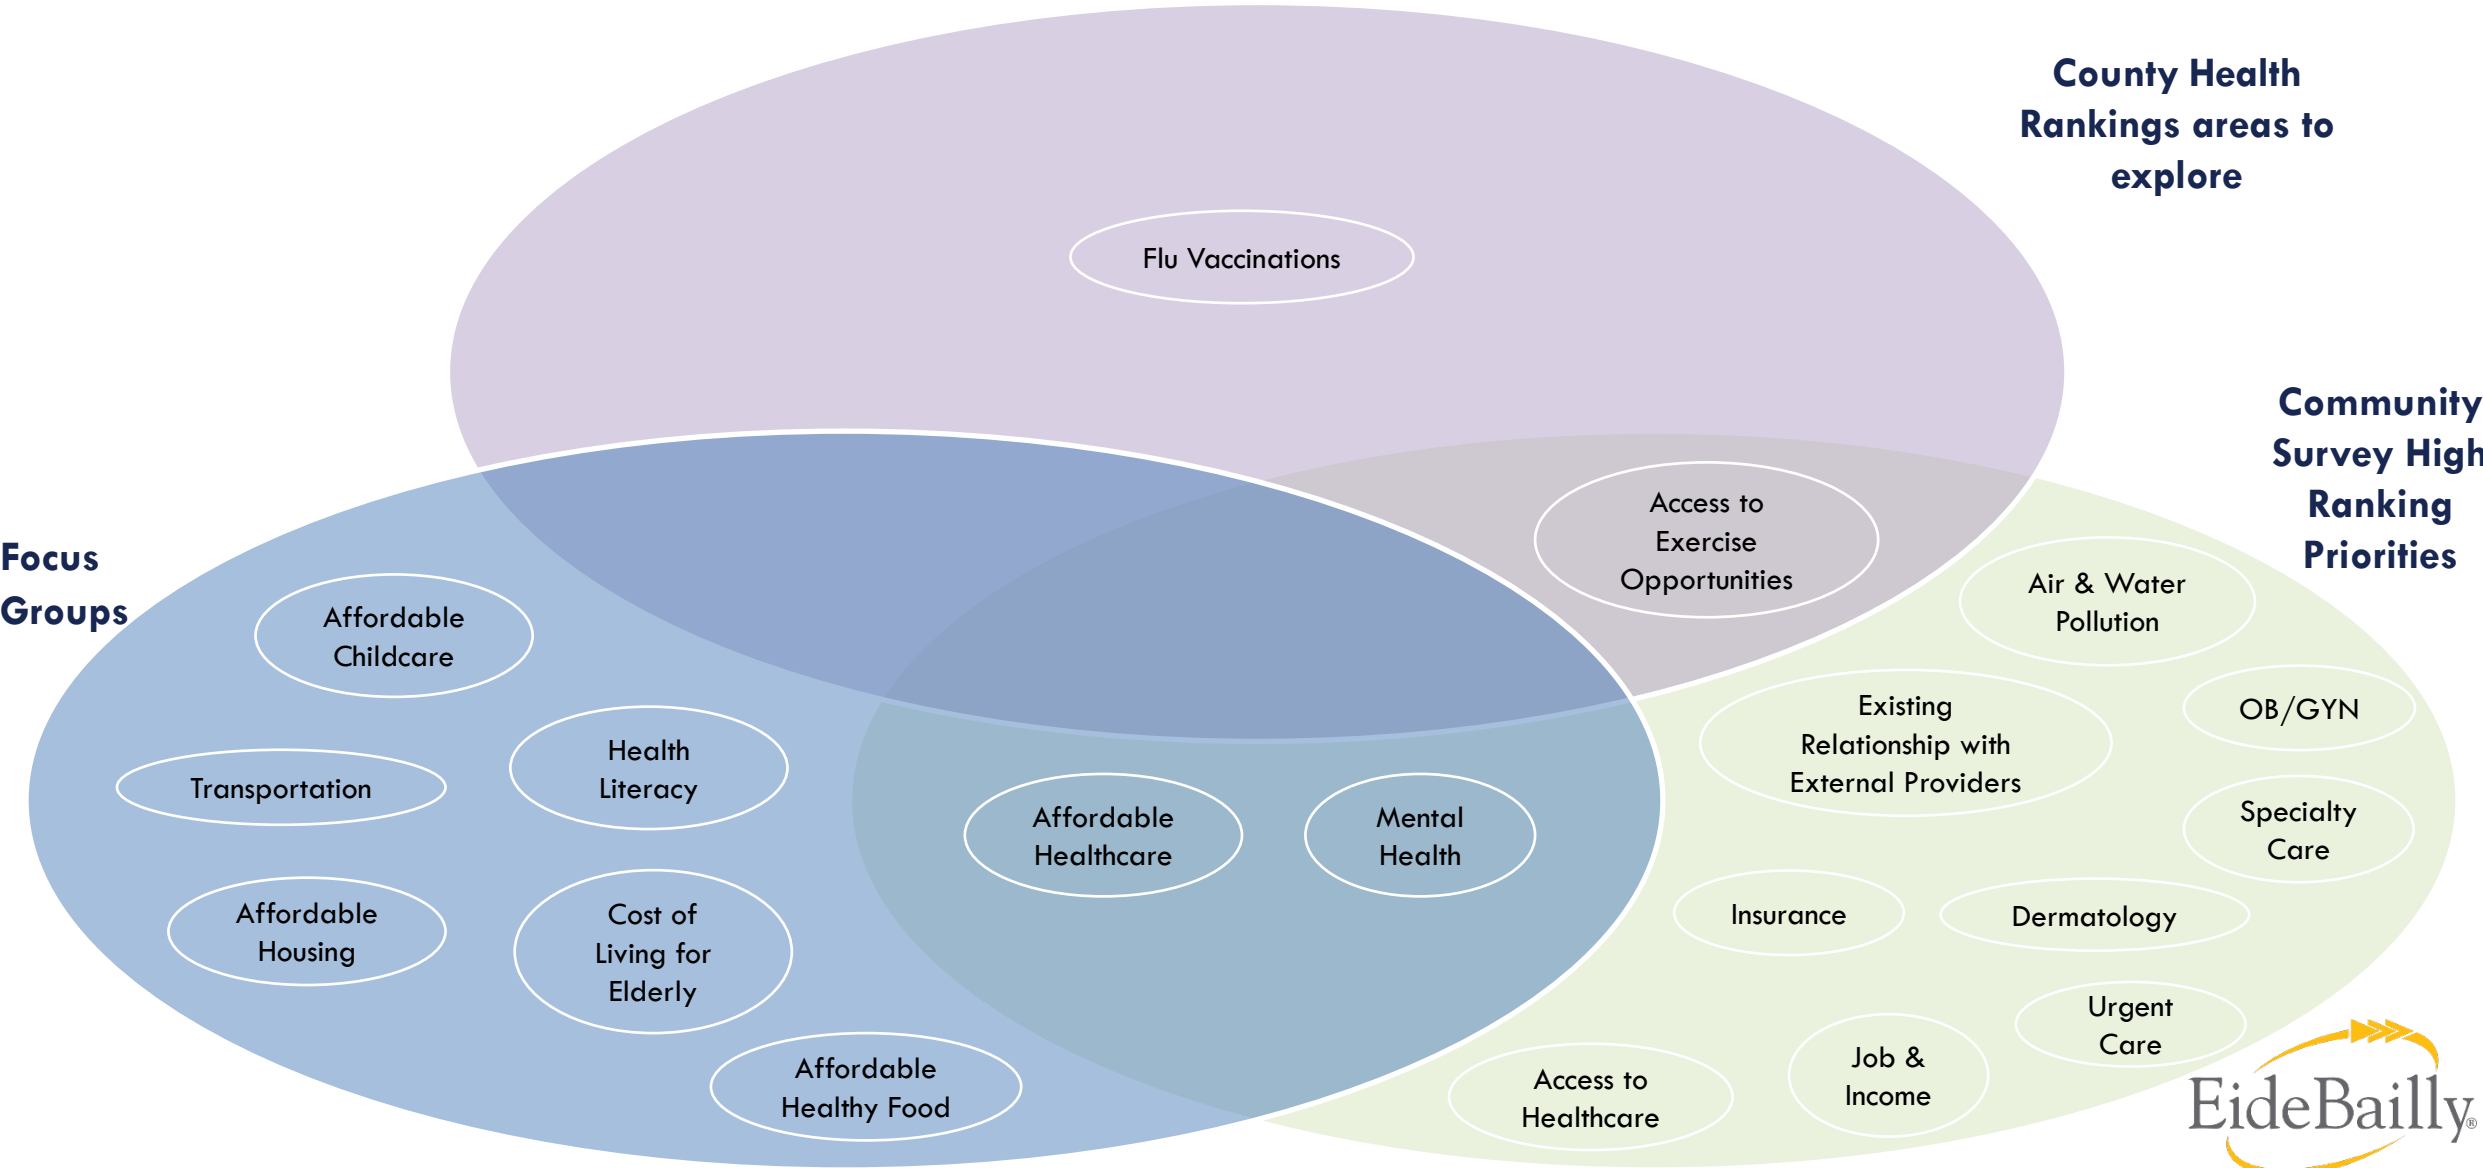 County Health
Rankings areas to
explore
Flu Vaccinations
Community
Survey High
Ranking
Priorities
Focus
Groups
Access to
Exercise
Opportunities
Air & Water
Pollution
Affordable
Childcare
Existing
Relationship with
External Providers
OB/GYN
Health
Literacy
Transportation
Affordable
Healthcare
Mental
Health
Specialty
Care
Affordable
Housing
Cost of
Living for
Elderly
Insurance
Dermatology
Urgent
Care
Affordable
Healthy Food
Access to
Healthcare
Job &
Income
EideBailly®